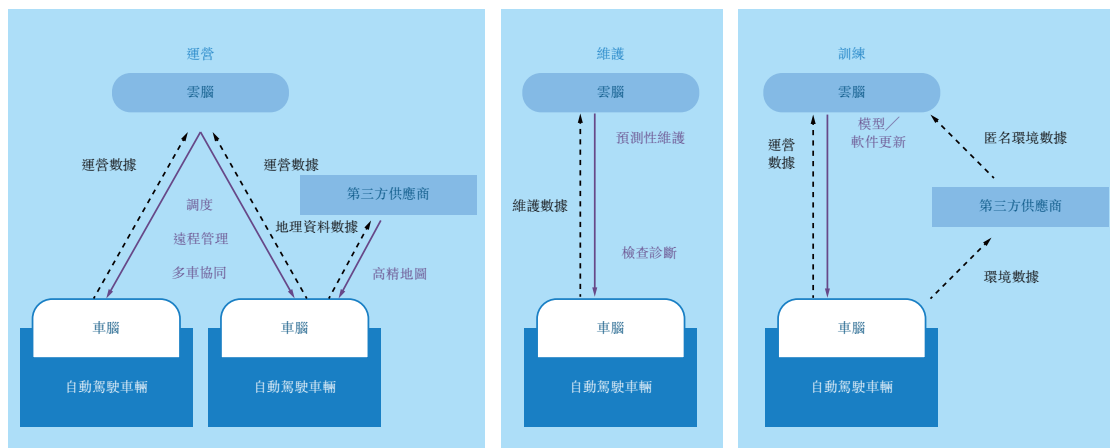 運營
雲腦
運營數據
運營數據
第三方供應商
調度
地理資料數據
遠程管理
多車協同
高精地圖
車腦
車腦
自動駕駛車輛
自動駕駛車輛
維護
雲腦
預測性維護
維護數據
檢查診斷
車腦
自動駕駛車輛
訓練
雲腦
模型／
軟件更新
運營
數據
匿名環境數據
第三方供應商
環境數據
車腦
自動駕駛車輛